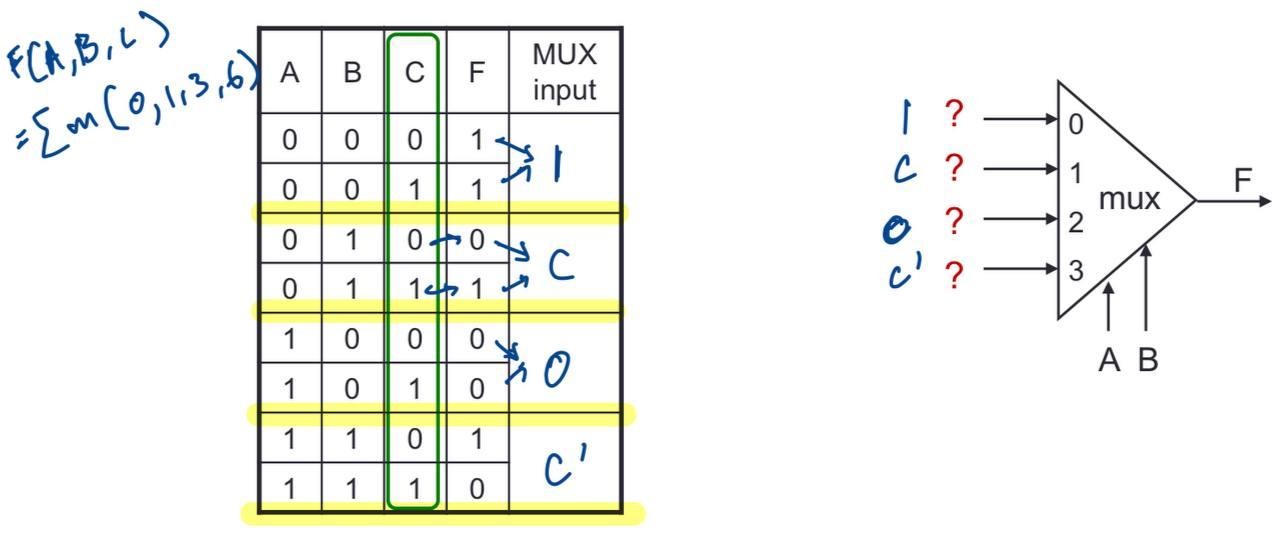 F(A,B,C)
=∑m(0,1,3,6)
A B C F MUX input
0 0 0 1
0 0 1 1
1
0 1 0 0
0 1 1 1
C
1 0 0 0
1 0 1 0
0
1 1 0 1
1 1 1 0
C'
1 ? 0
C ? 1
0 ? 2
C' ? 3
mux
F
A B